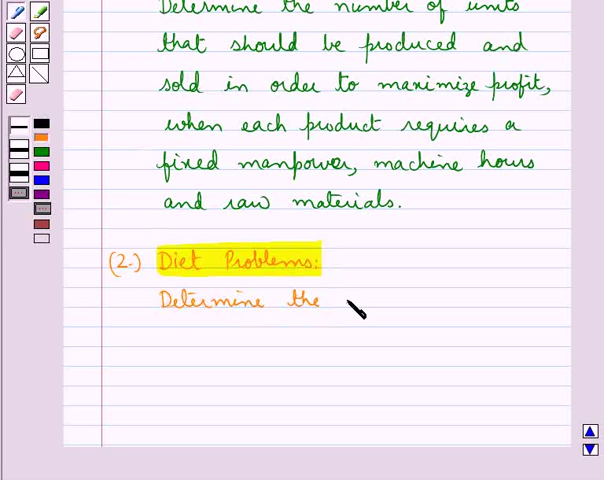 Determine the number of units
that should be produced and
sold in order to maximize profit,
when each product requires a
fixed manpower, machine hours
and raw materials.
(2.) Diet Problems:
Determine the